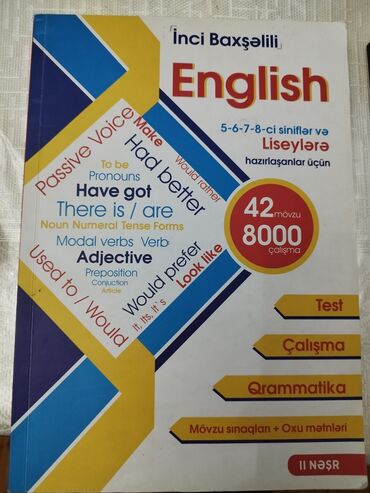 İnci Baxşəlili
English
5-6-7-8-ci siniflər və
Liseylərə
hazırlaşanlar üçün
Passive Voice
Make
Had better
Would rather
To be
Pronouns
Have got
There is / are
Noun Numeral Tense Forms
Modal verbs Verb
Adjective
Preposition
Conjuction
Article
Used to / Would
Would prefer
Look like
it, its, it`s
42 mövzu
8000
çalışma
Test
Çalışma
Qrammatika
Mövzu sınaqları + Oxu mətnləri
II NƏŞR